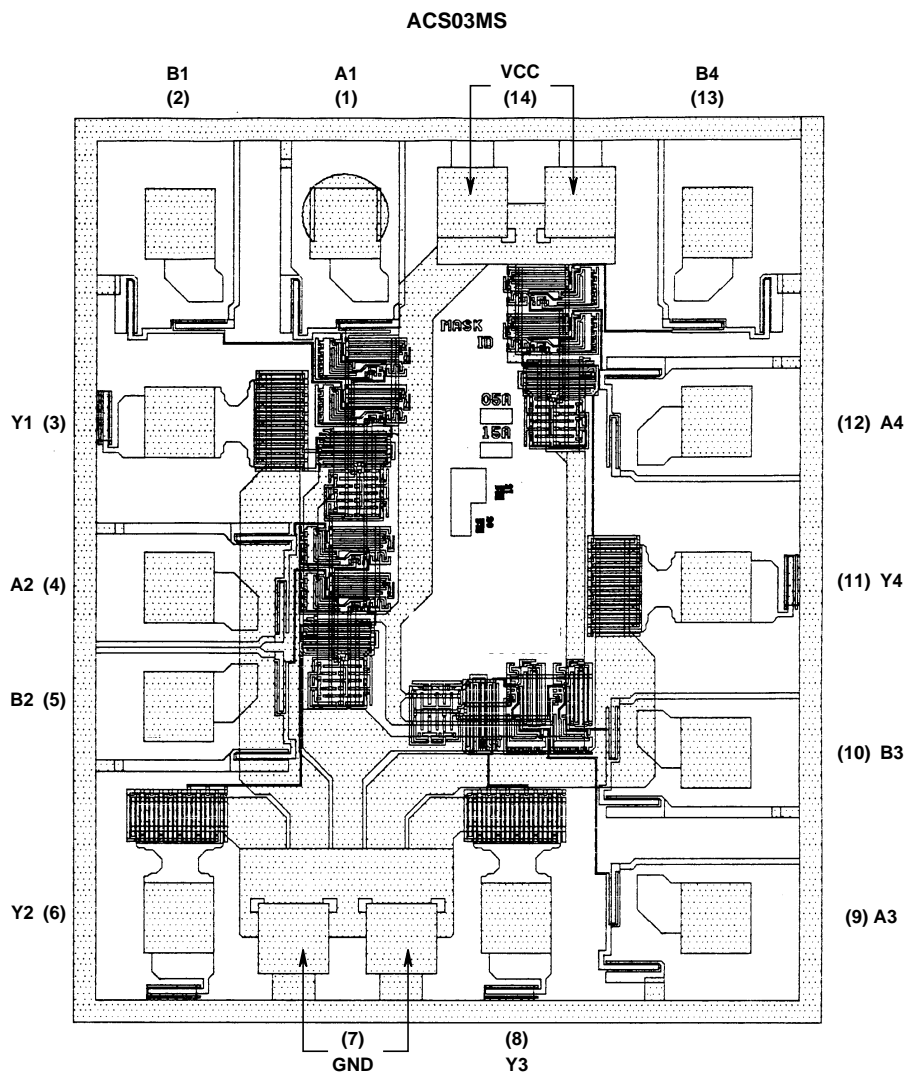 ACS03MS
B1
(2)
A1
(1)
VCC
(14)
B4
(13)
MASK
ID
Y1 (3)
05A
15A
(12) A4
A2 (4)
(11) Y4
B2 (5)
(10) B3
Y2 (6)
(9) A3
(7)
GND
(8)
Y3